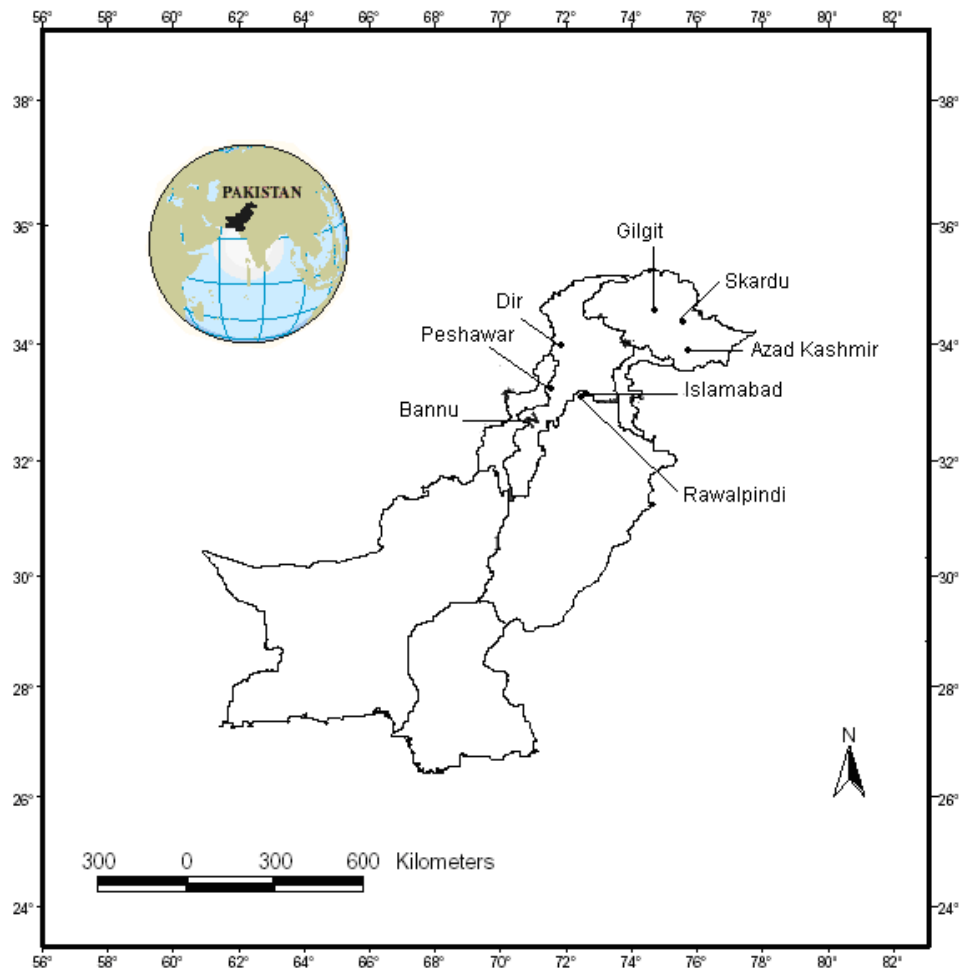 56° 58° 60° 62° 64° 66° 68° 70° 72° 74° 76° 78° 80° 82°
38° 38°
PAKISTAN
36° 36°
Gilgit
Skardu
Dir
Peshawar
34° 34°
Azad Kashmir
Islamabad
Bannu
32° 32°
Rawalpindi
30° 30°
28° 28°
N
26° 26°
300 0 300 600 Kilometers
24° 24°
56° 58° 60° 62° 64° 66° 68° 70° 72° 74° 76° 78° 80° 82°